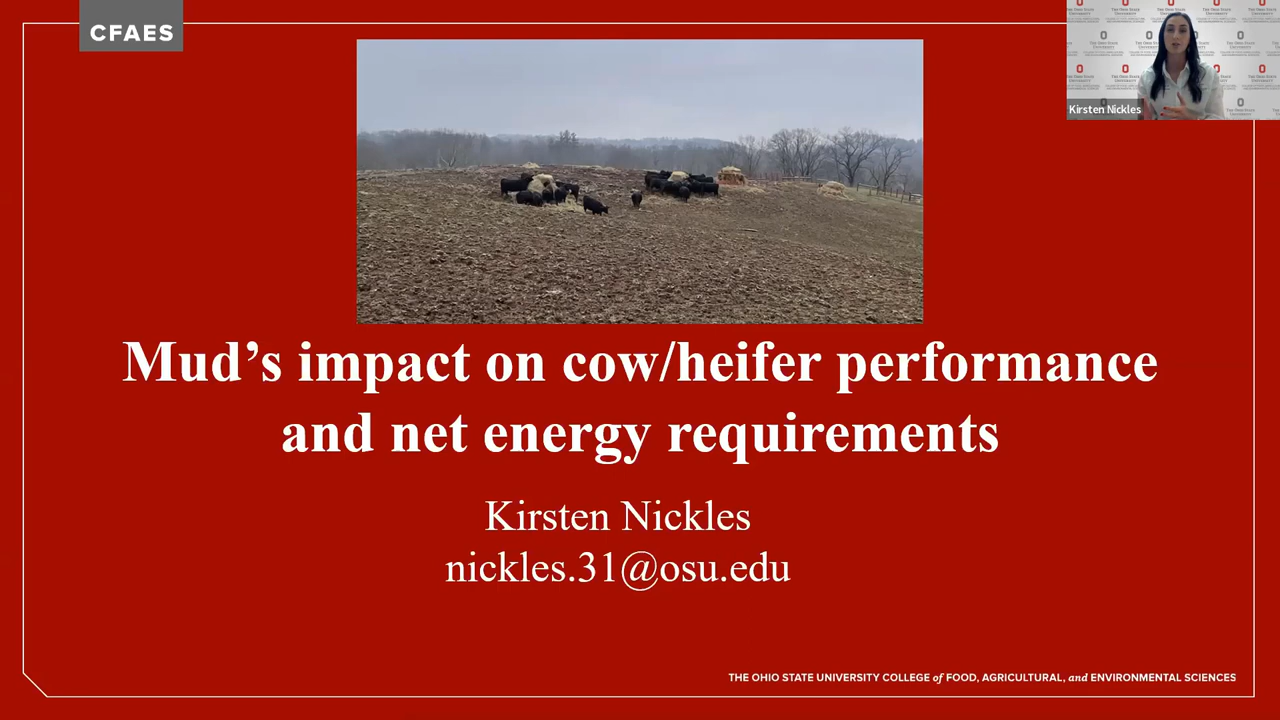 CFAES
Kirsten Nickles
Mud’s impact on cow/heifer performance
and net energy requirements
Kirsten Nickles
nickles.31@osu.edu
THE OHIO STATE UNIVERSITY COLLEGE of FOOD, AGRICULTURAL, and ENVIRONMENTAL SCIENCES